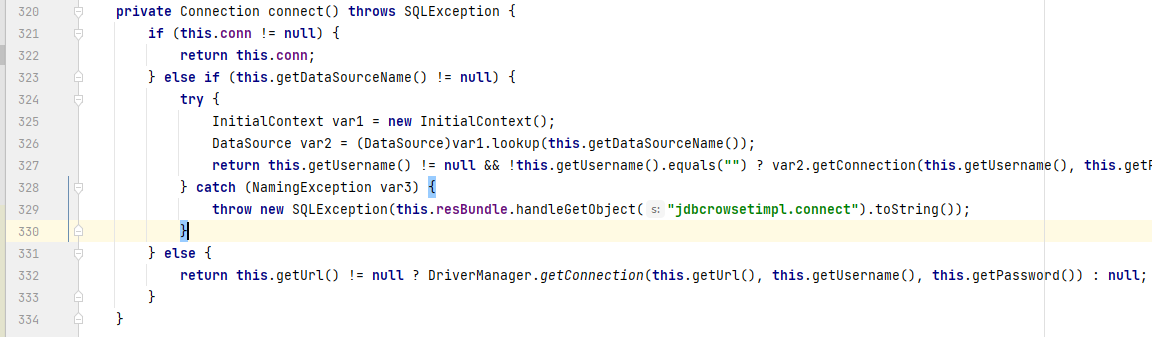 320 private Connection connect() throws SQLException {
321 if (this.conn != null) {
322 return this.conn;
323 } else if (this.getDataSourceName() != null) {
324 try {
325 InitialContext var1 = new InitialContext();
326 DataSource var2 = (DataSource)var1.lookup(this.getDataSourceName());
327 return this.getUsername() != null && !this.getUsername().equals("") ? var2.getConnection(this.getUsername(), this.getP
328 } catch (NamingException var3) {
329 throw new SQLException(this.resBundle.handleGetObject( s: "jdbcrowsetimpl.connect").toString());
330 }
331 } else {
332 return this.getUrl() != null ? DriverManager.getConnection(this.getUrl(), this.getUsername(), this.getPassword()) : null;
333 }
334 }